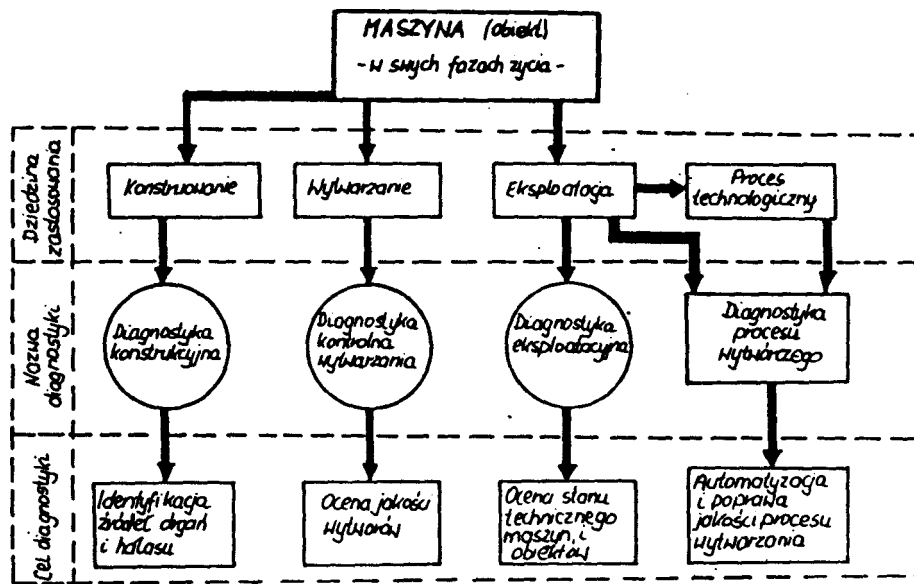 MASZYNA (obiekt)
- w swych fazach życia -
Dziedzina
zastosowania
Konstruowanie
Wytwarzanie
Eksploatacja
Proces
technologiczny
Nazwa
diagnostyki
Diagnostyka
konstrukcyjna
Diagnostyka
kontrolna
wytwarzania
Diagnostyka
eksploatacyjna
Diagnostyka
procesu
wytwórczego
Cel diagnostyki
Identyfikacja
źródeł drgań
i hałasu
Ocena jakości
wytworów
Ocena stanu
technicznego
maszyn i
obiektów
Automatyzacja
i poprawa
jakości procesu
wytwarzania